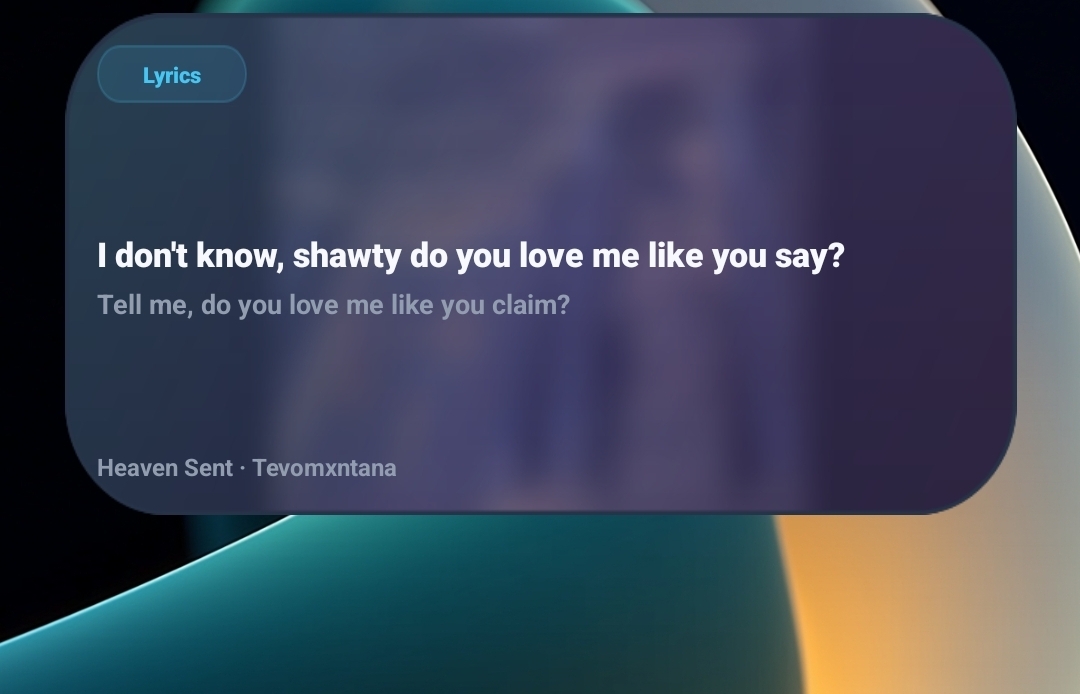 Lyrics
I don't know, shawty do you love me like you say?
Tell me, do you love me like you claim?
Heaven Sent · Tevomxntana